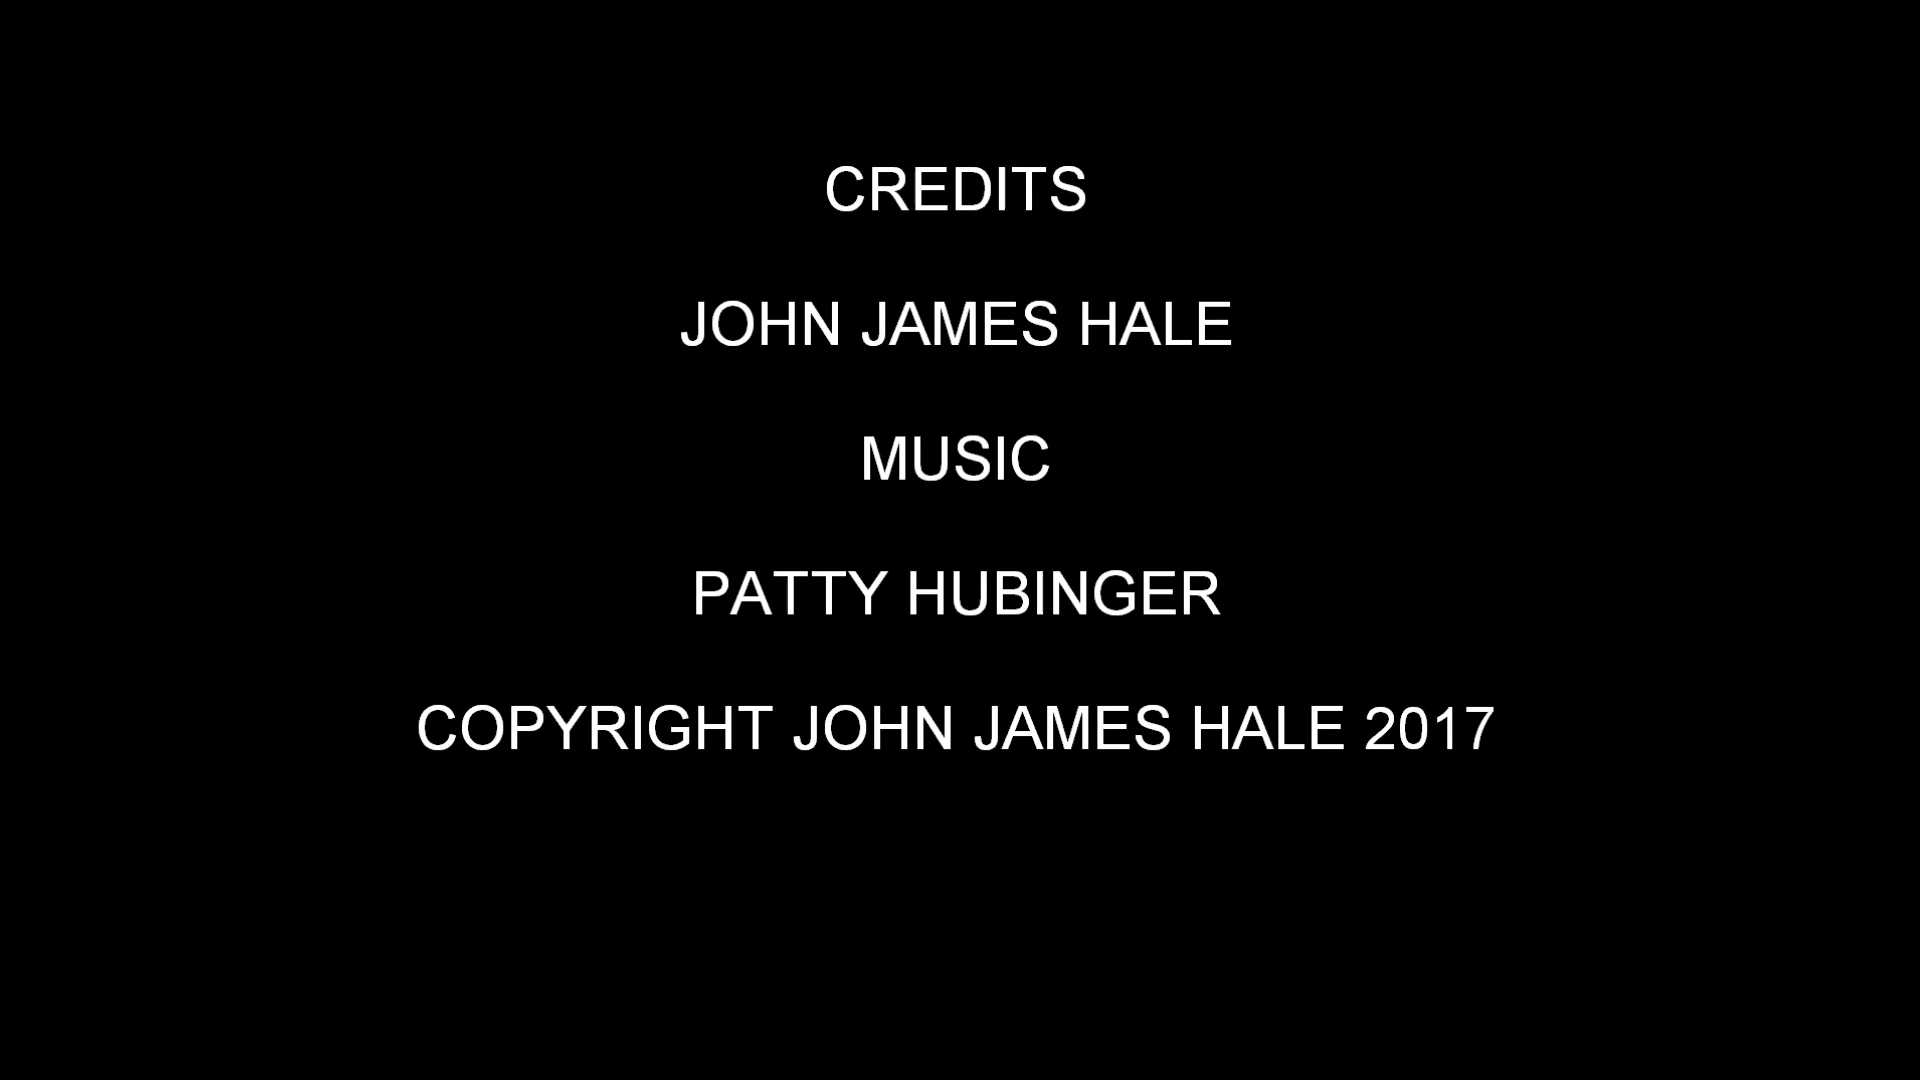 CREDITS
JOHN JAMES HALE
MUSIC
PATTY HUBINGER
COPYRIGHT JOHN JAMES HALE 2017